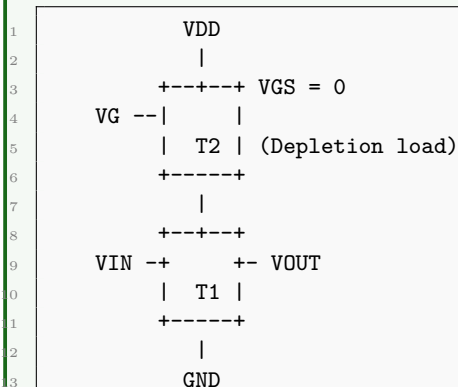 1 VDD
2 |
3 +--+--+ VGS = 0
4 VG --| |
5 | T2 | (Depletion load)
6 +-----+
7 |
8 +--+--+
9 VIN -+ +- VOUT
10 | T1 |
11 +-----+
12 |
13 GND